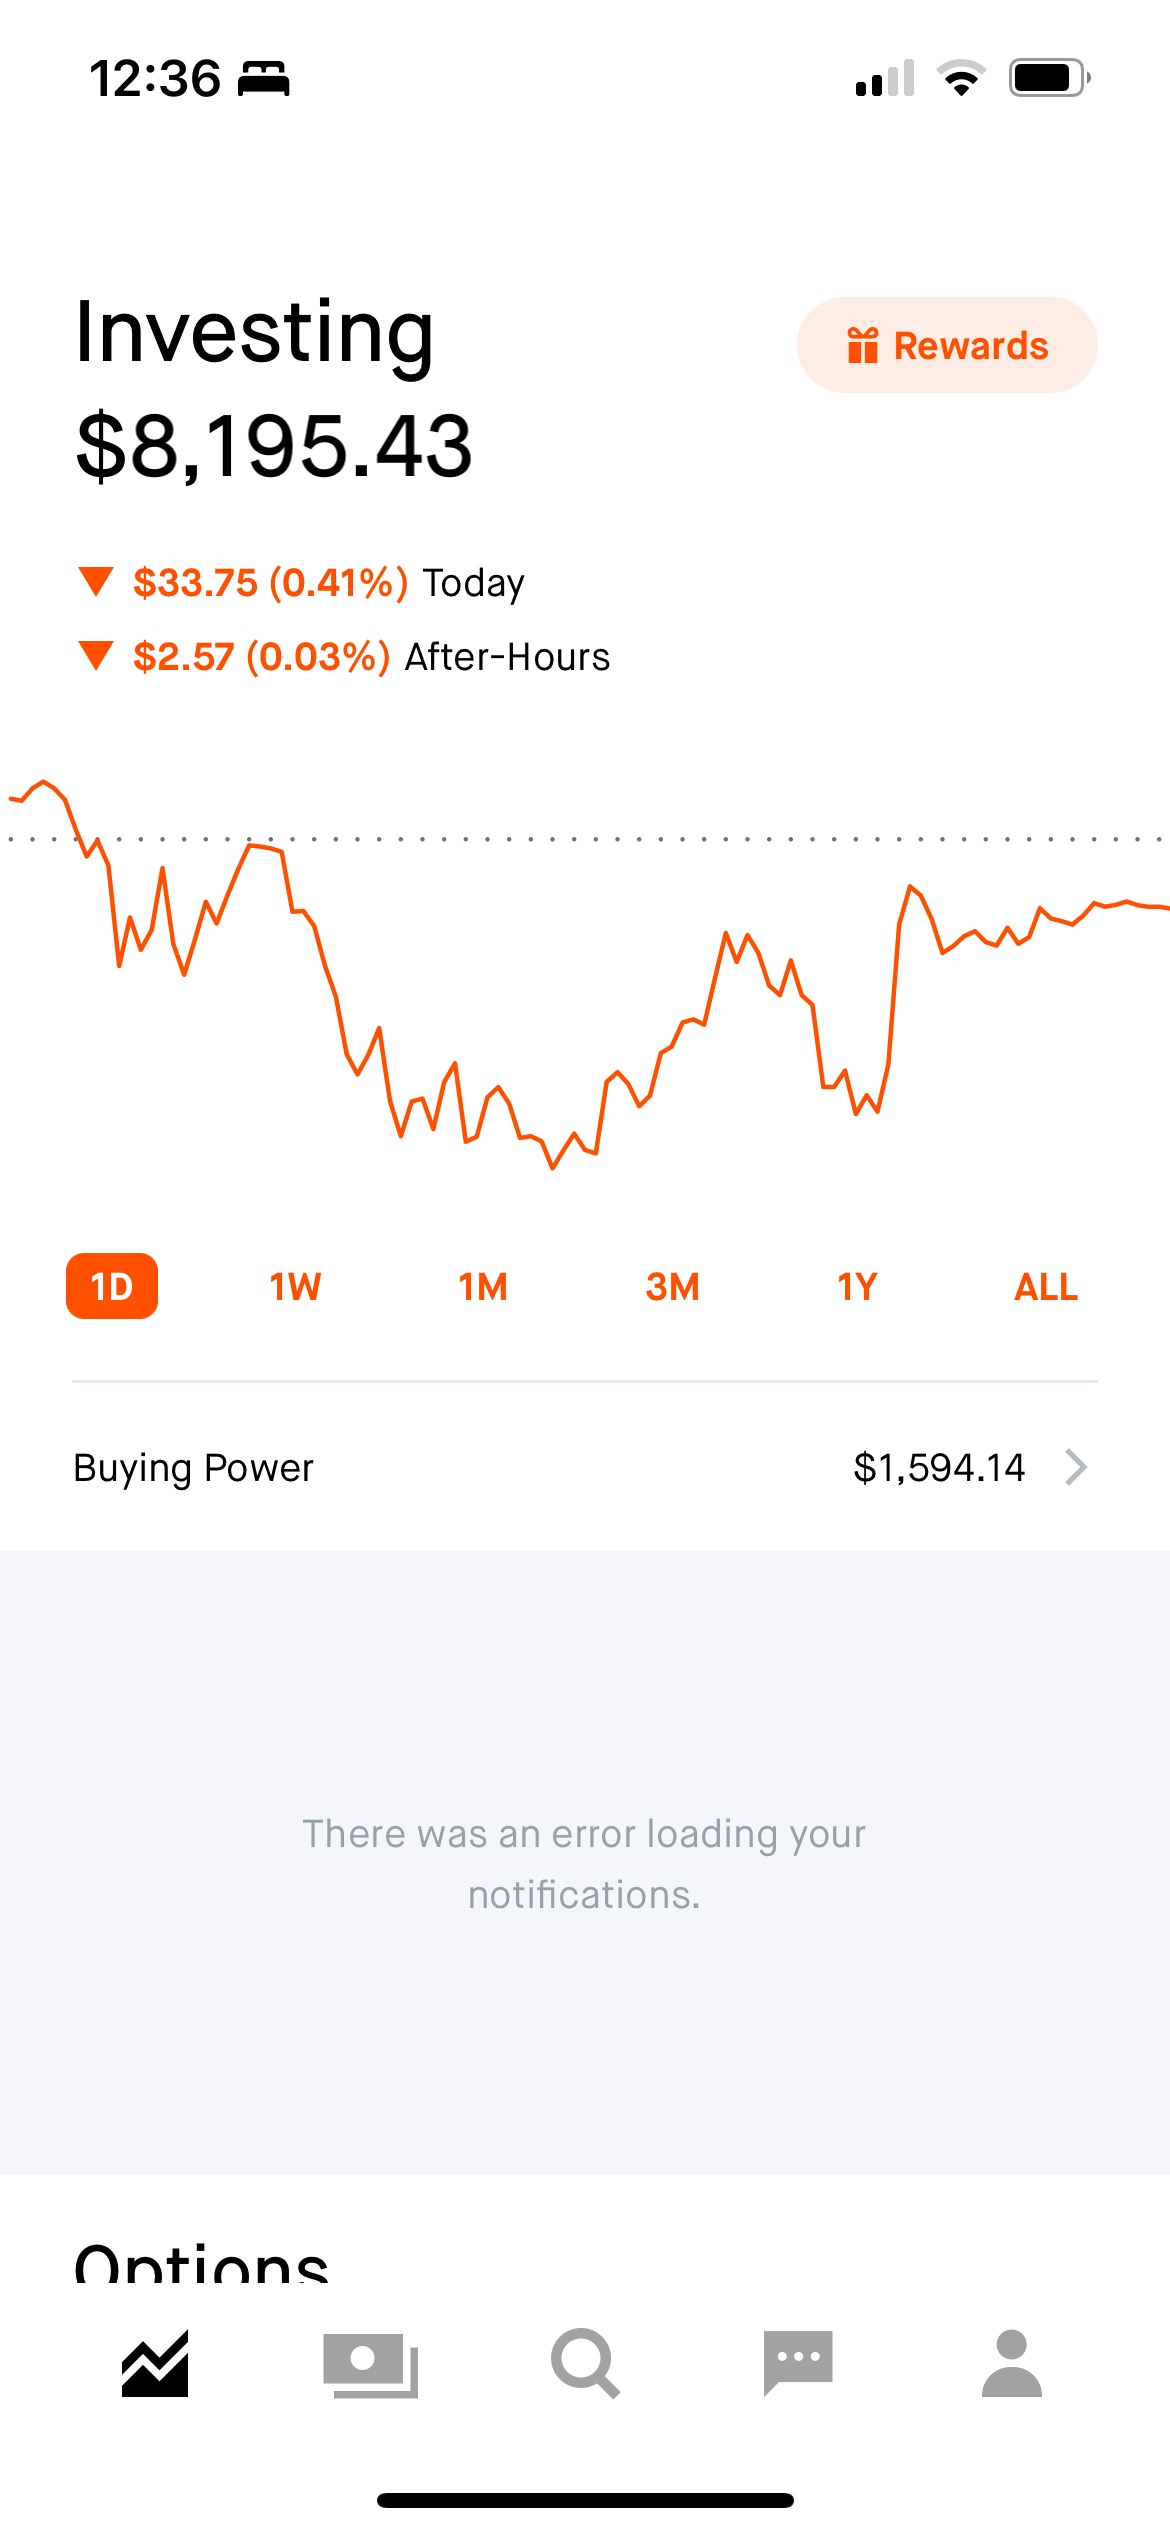 12:36
Investing
Rewards
$8,195.43
$33.75 (0.41%) Today
$2.57 (0.03%) After-Hours
1D 1W 1M 3M 1Y ALL
Buying Power $1,594.14
There was an error loading your
notifications.
Options